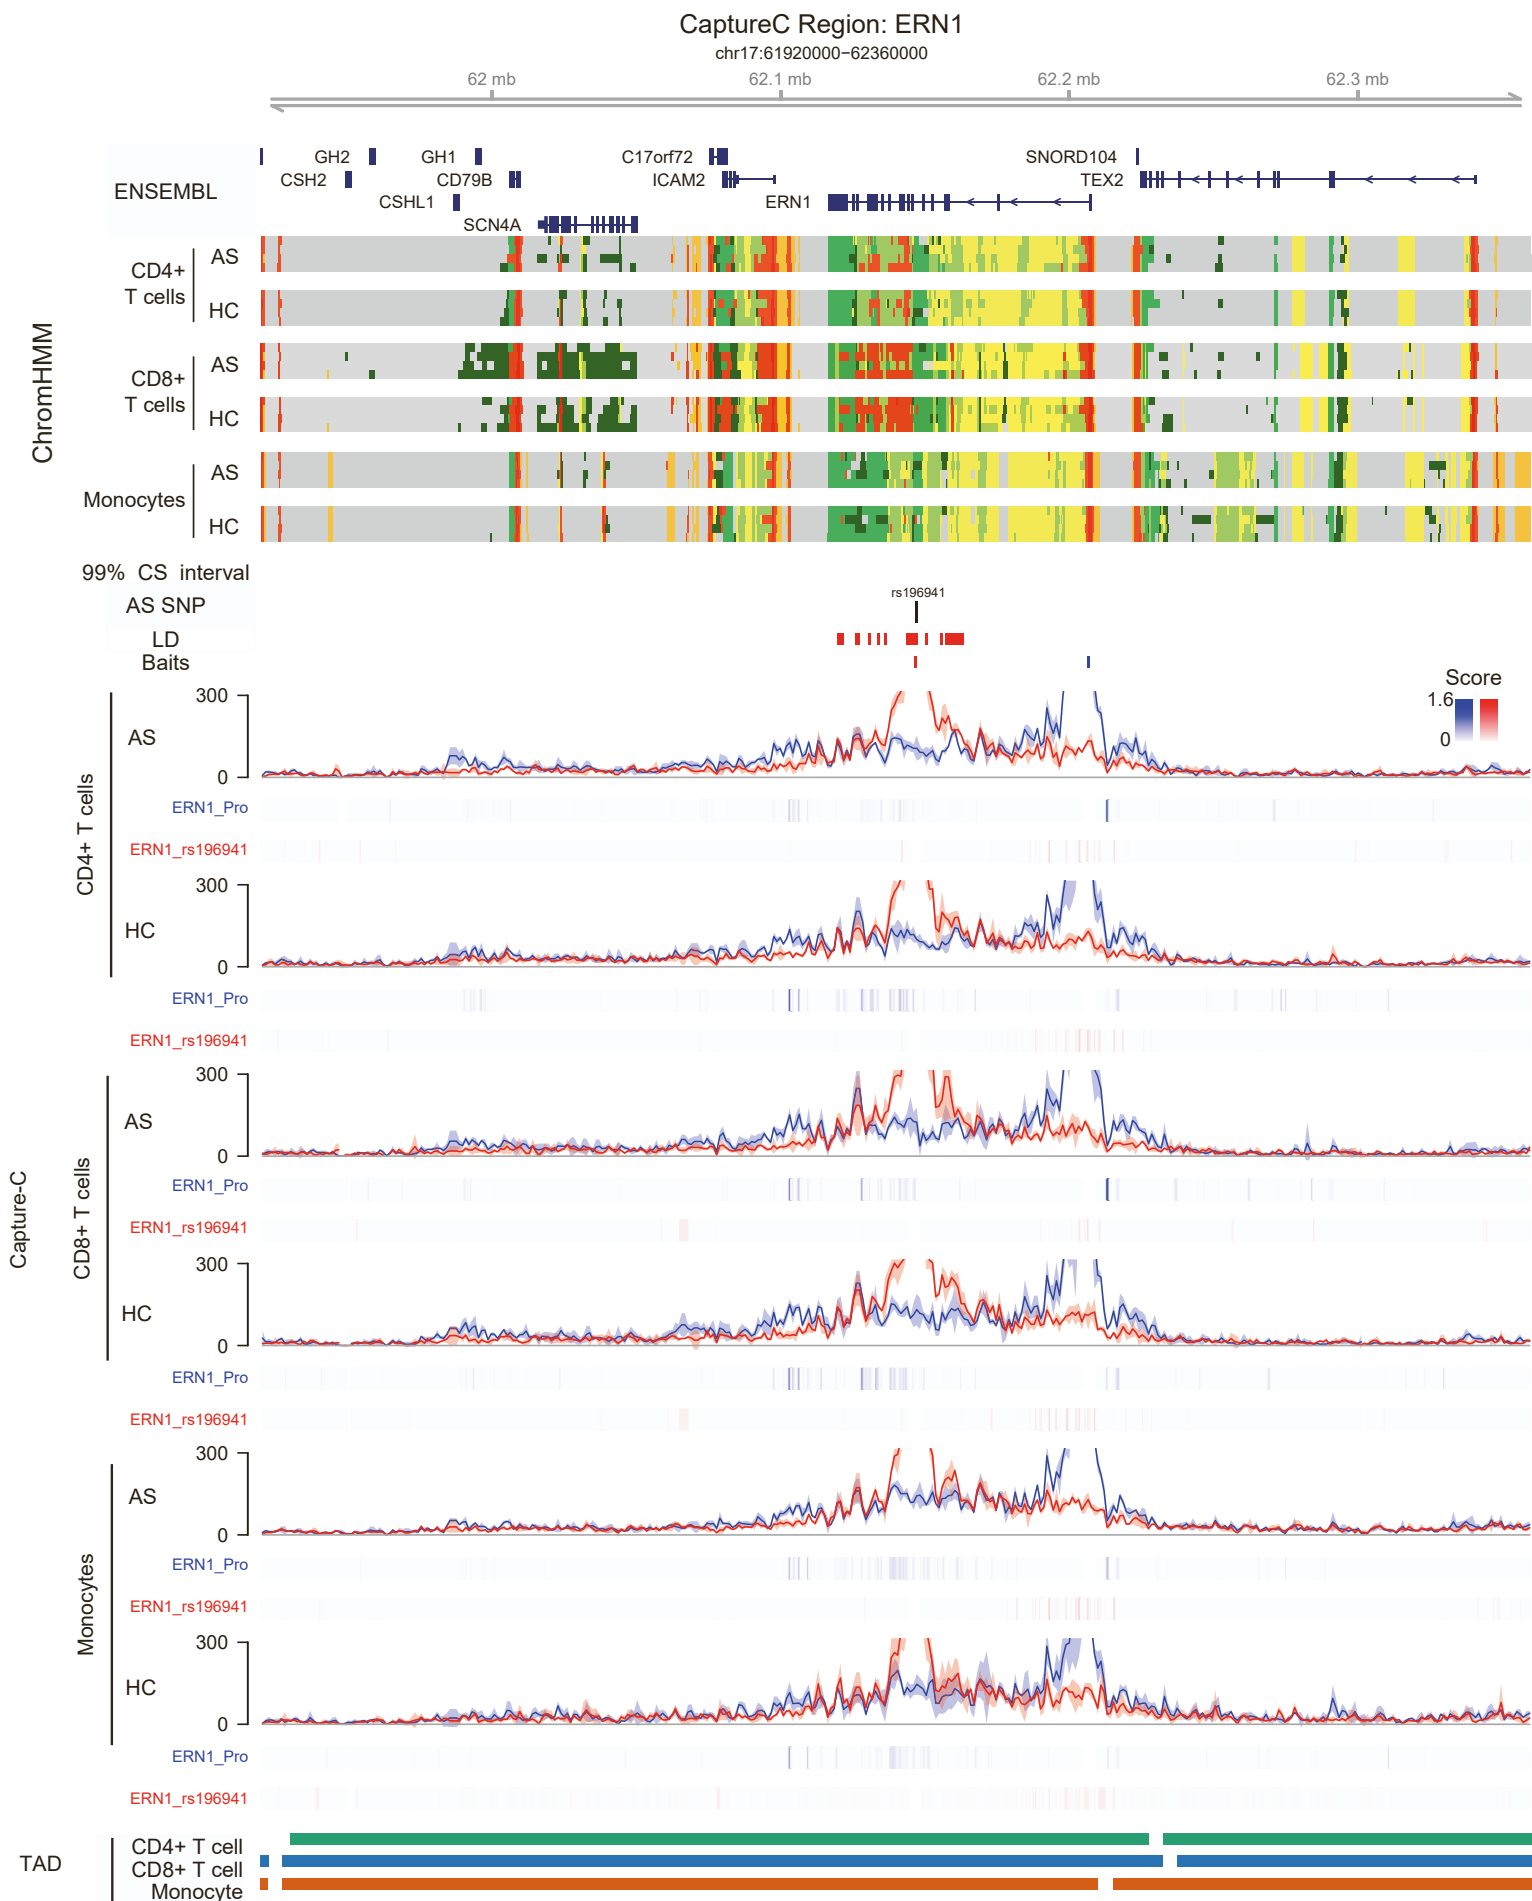 CaptureC Region: ERN1
chr17:61920000−62360000
62 mb 62.1 mb 62.2 mb 62.3 mb
GH2 GH1 C17orf72 SNORD104
ENSEMBL CSH2 CD79B ICAM2 TEX2
CSHL1 ERN1
SCN4A
ChromHMM
CD4+
T cells
AS
HC
CD8+
T cells
AS
HC
Monocytes
AS
HC
99% CS interval
AS SNP rs196941
LD
Baits
Score
1.6
0
Capture-C
CD4+ T cells
300
AS
0
ERN1_Pro
ERN1_rs196941
300
HC
0
ERN1_Pro
ERN1_rs196941
CD8+ T cells
300
AS
0
ERN1_Pro
ERN1_rs196941
300
HC
0
ERN1_Pro
ERN1_rs196941
Monocytes
300
AS
0
ERN1_Pro
ERN1_rs196941
300
HC
0
ERN1_Pro
ERN1_rs196941
TAD
CD4+ T cell
CD8+ T cell
Monocyte